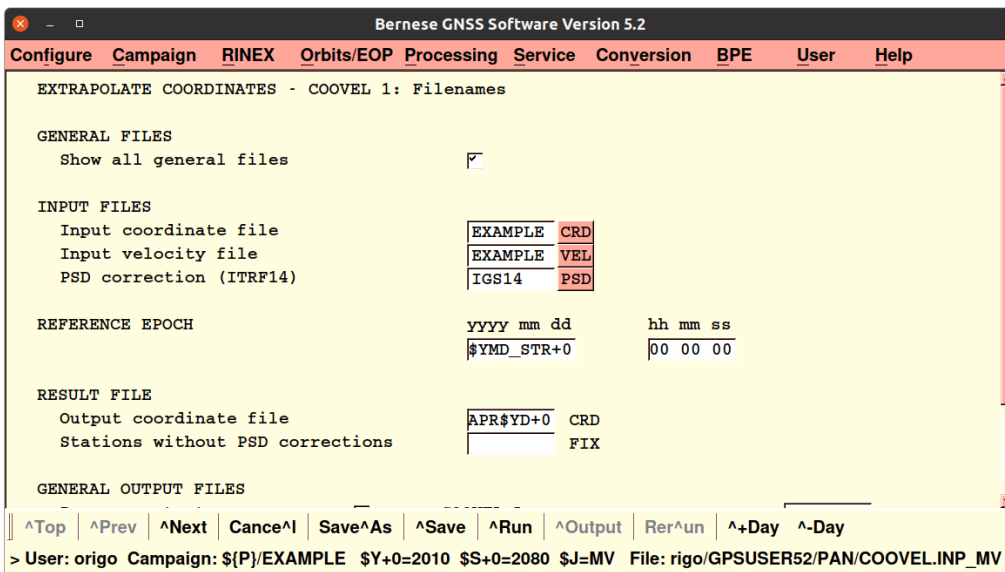 Bernese GNSS Software Version 5.2
Configure Campaign RINEX Orbits/EOP Processing Service Conversion BPE User Help
EXTRAPOLATE COORDINATES - COOVEL 1: Filenames
GENERAL FILES
Show all general files
INPUT FILES
Input coordinate file EXAMPLE CRD
Input velocity file EXAMPLE VEL
PSD correction (ITRF14) IGS14 PSD
REFERENCE EPOCH yyyy mm dd hh mm ss
$YMD_STR+0 00 00 00
RESULT FILE
Output coordinate file APR$YD+0 CRD
Stations without PSD corrections FIX
GENERAL OUTPUT FILES
^Top ^Prev ^Next Cance^l Save^As ^Save ^Run ^Output Rer^un ^+Day ^-Day
> User: origo Campaign: ${P}/EXAMPLE $Y+0=2010 $S+0=2080 $J=MV File: rigo/GPSUSER52/PAN/COOVEL.INP_MV